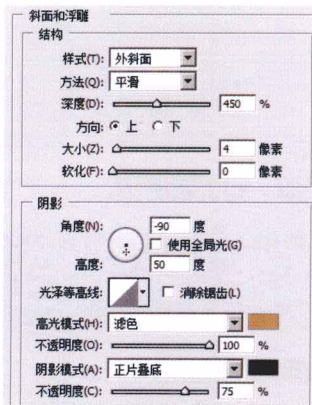 斜面和浮雕
结构
样式(T): 外斜面
方法(Q): 平滑
深度(D): 450 %
方向: 上 下
大小(Z): 4 像素
软化(F): 0 像素
阴影
角度(N): -90 度
使用全局光(G)
高度: 50 度
光泽等高线: 消除锯齿(L)
高光模式(H): 滤色
不透明度(O): 100 %
阴影模式(A): 正片叠底
不透明度(C): 75 %